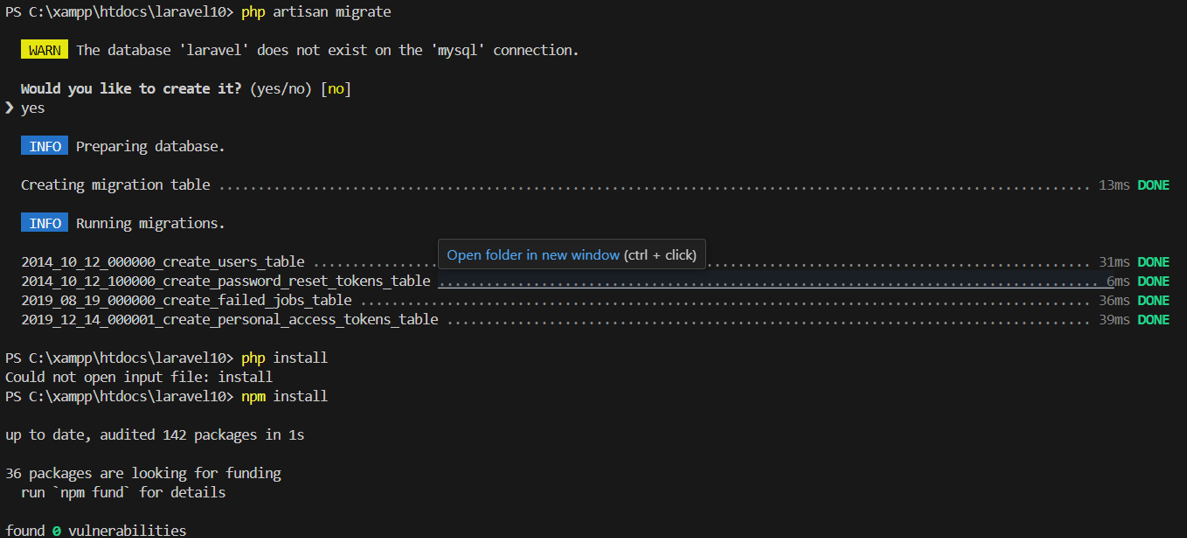 PS C:\xampp\htdocs\laravel10> php artisan migrate
WARN The database 'laravel' does not exist on the 'mysql' connection.
Would you like to create it? (yes/no) [no]
❯ yes
INFO Preparing database.
Creating migration table ........................................................................................................ 13ms DONE
INFO Running migrations.
Open folder in new window (ctrl + click)
2014_10_12_000000_create_users_table ............................................................................................ 31ms DONE
2014_10_12_100000_create_password_reset_tokens_table ............................................................................. 6ms DONE
2019_08_19_000000_create_failed_jobs_table ...................................................................................... 36ms DONE
2019_12_14_000001_create_personal_access_tokens_table ........................................................................... 39ms DONE
PS C:\xampp\htdocs\laravel10> php install
Could not open input file: install
PS C:\xampp\htdocs\laravel10> npm install
up to date, audited 142 packages in 1s
36 packages are looking for funding
run `npm fund` for details
found 0 vulnerabilities